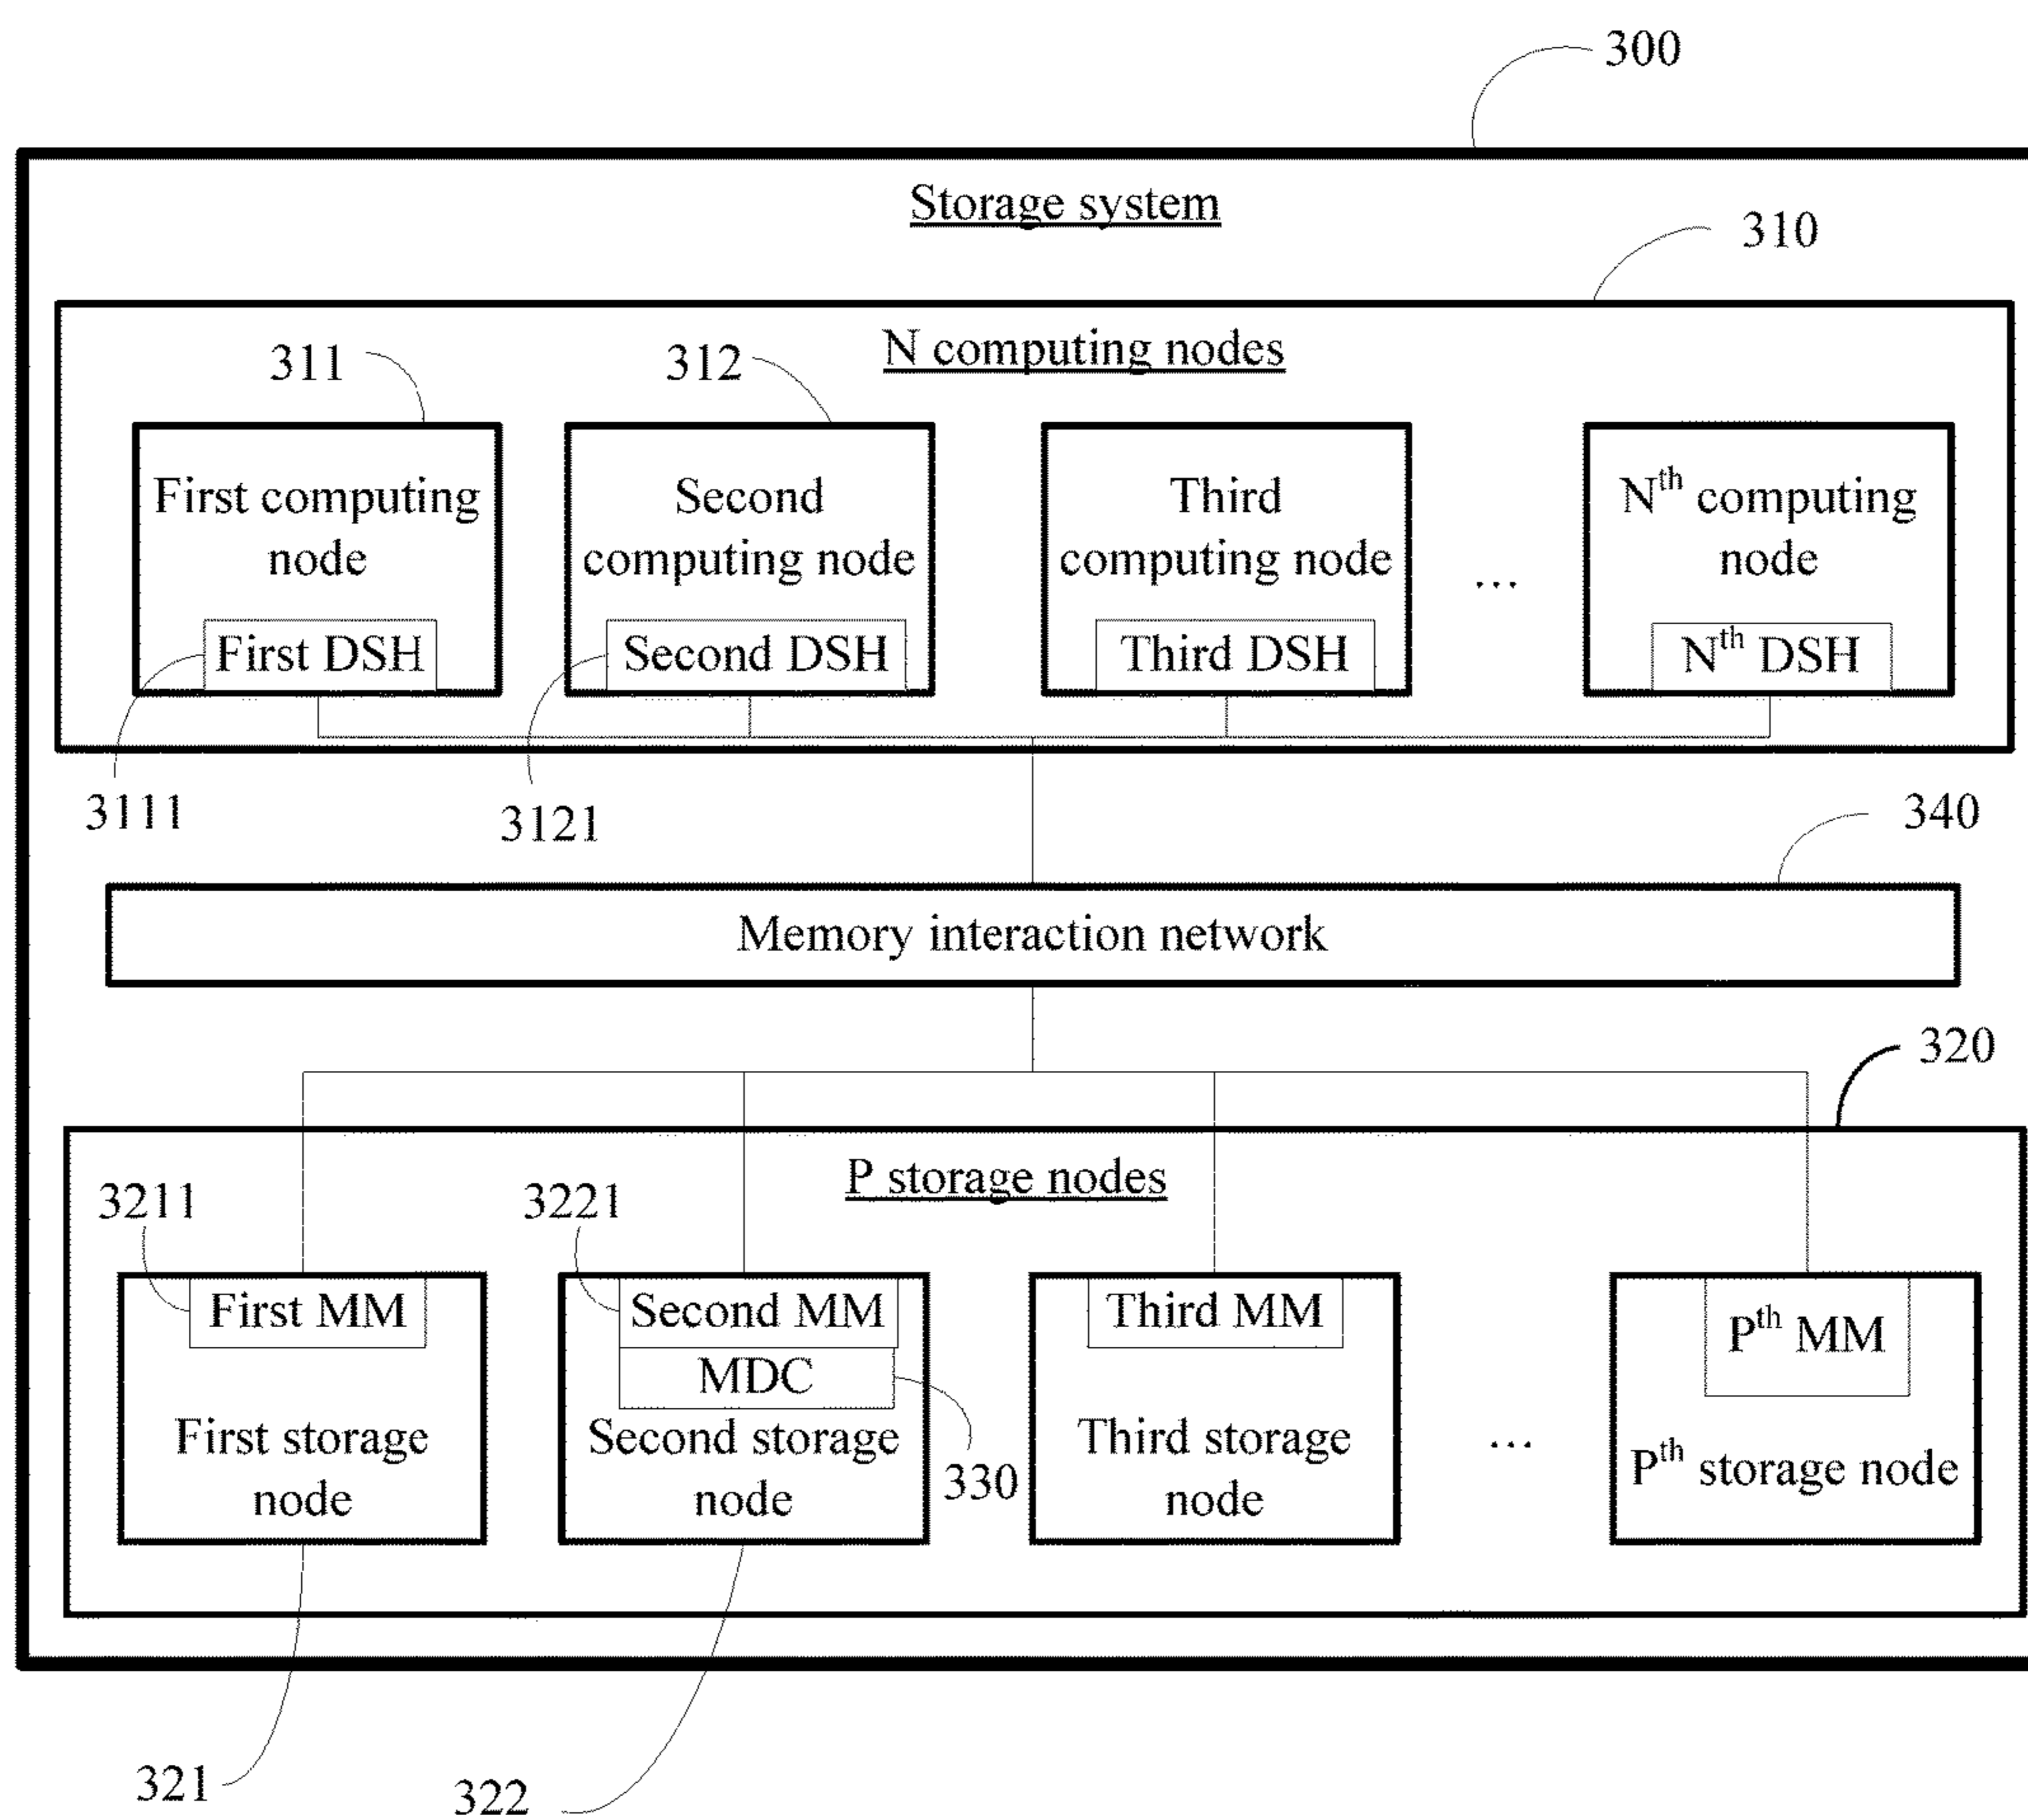 300
Storage system
310
N computing nodes
311
312
First computing
node
Second
computing node
Third
computing node
...
Nth computing
node
First DSH
Second DSH
Third DSH
Nth DSH
3111
3121
340
Memory interaction network
320
P storage nodes
3211
3221
First MM
Second MM
Third MM
Pth MM
MDC
First storage
node
Second storage
node
330
Third storage
node
...
Pth storage node
321
322